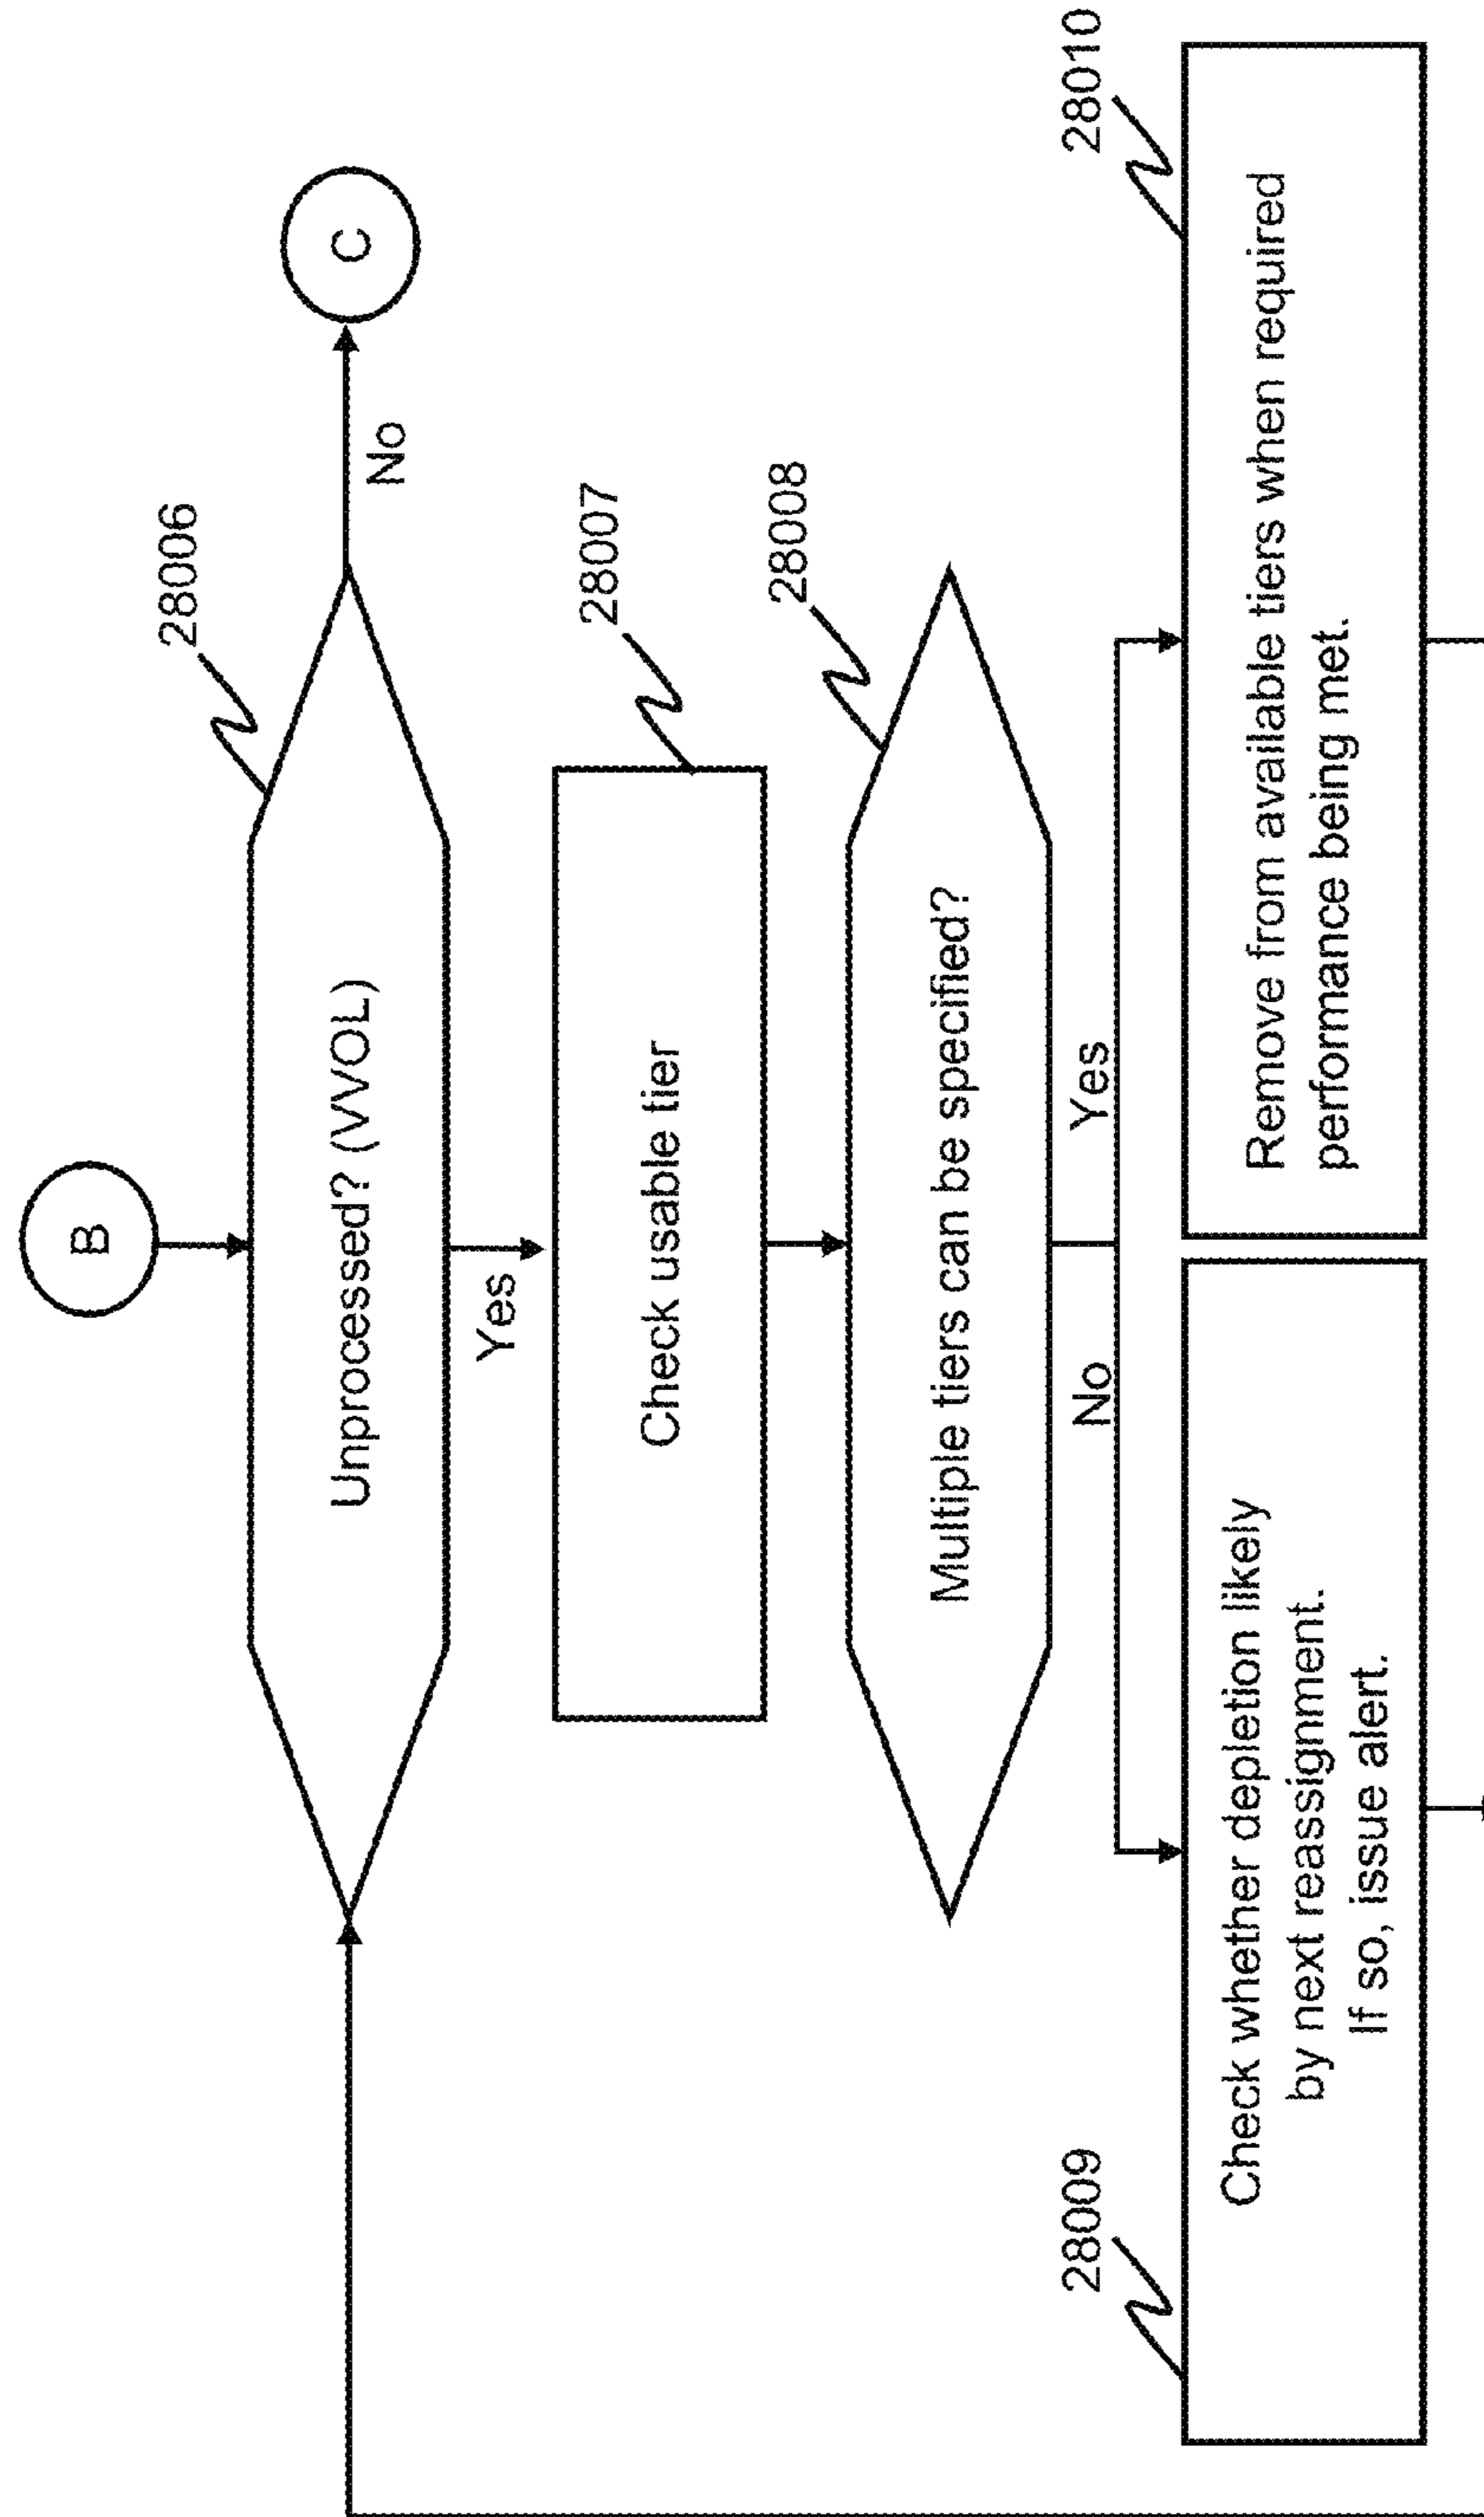 B
28006
Unprocessed? (VVOL)
No
C
Yes
28007
Check usable tier
28008
Multiple tiers can be specified?
No
Yes
28009
Check whether depletion likely
by next reassignment.
If so, issue alert.
28010
Remove from available tiers when required
performance being met.